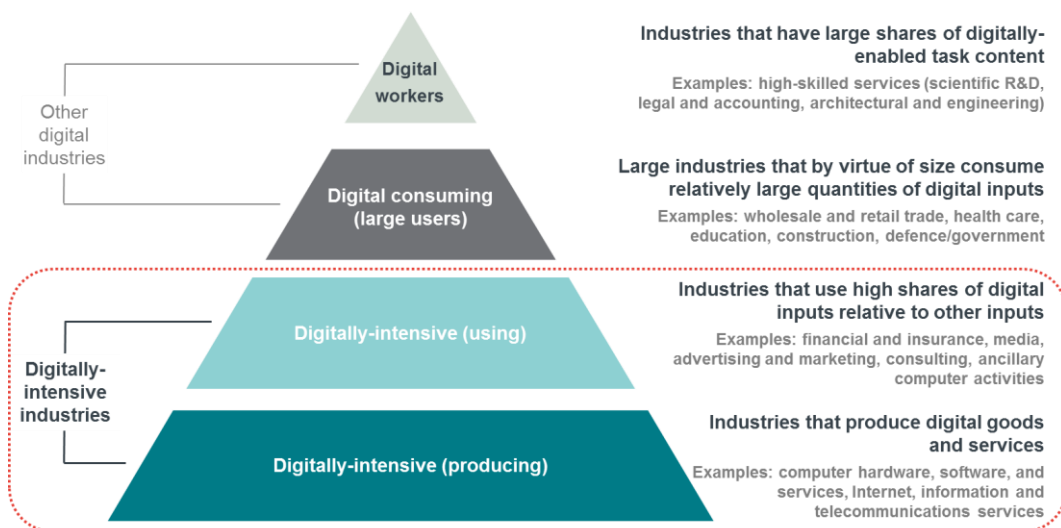 Digital
workers
Industries that have large shares of digitally-
enabled task content
Examples: high-skilled services (scientific R&D,
legal and accounting, architectural and engineering)
Other
digital
industries
Digital consuming
(large users)
Large industries that by virtue of size consume
relatively large quantities of digital inputs
Examples: wholesale and retail trade, health care,
education, construction, defence/government
Digitally-intensive (using)
Industries that use high shares of digital
inputs relative to other inputs
Examples: financial and insurance, media,
advertising and marketing, consulting, ancillary
computer activities
Digitally-
intensive
industries
Digitally-intensive (producing)
Industries that produce digital goods
and services
Examples: computer hardware, software, and
services, Internet, information and
telecommunications services